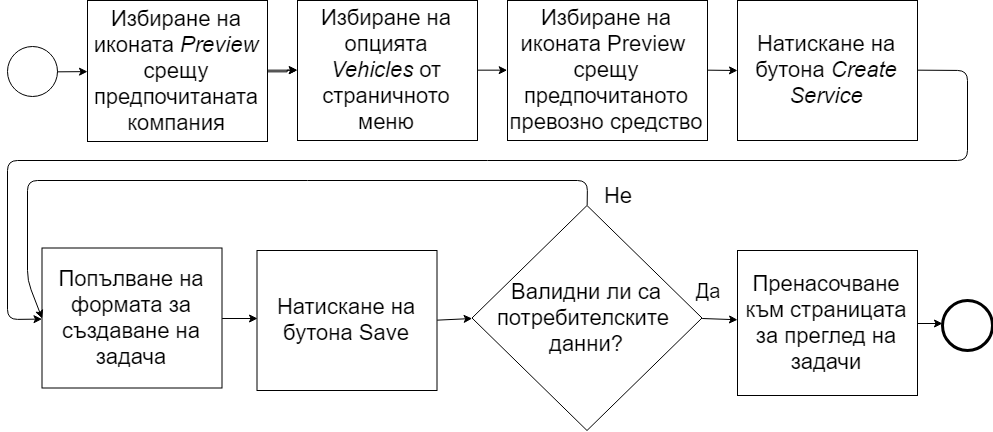 Избиране на
иконата Preview
срещу
предпочитаната
компания
Избиране на
опцията
Vehicles от
страничното
меню
Избиране на
иконата Preview
срещу
предпочитаното
превозно средство
Натискане на
бутона Create
Service
Попълване на
формата за
създаване на
задача
Натискане на
бутона Save
Не
Валидни ли са
потребителските
данни?
Да
Пренасочване
към страницата
за преглед на
задачи